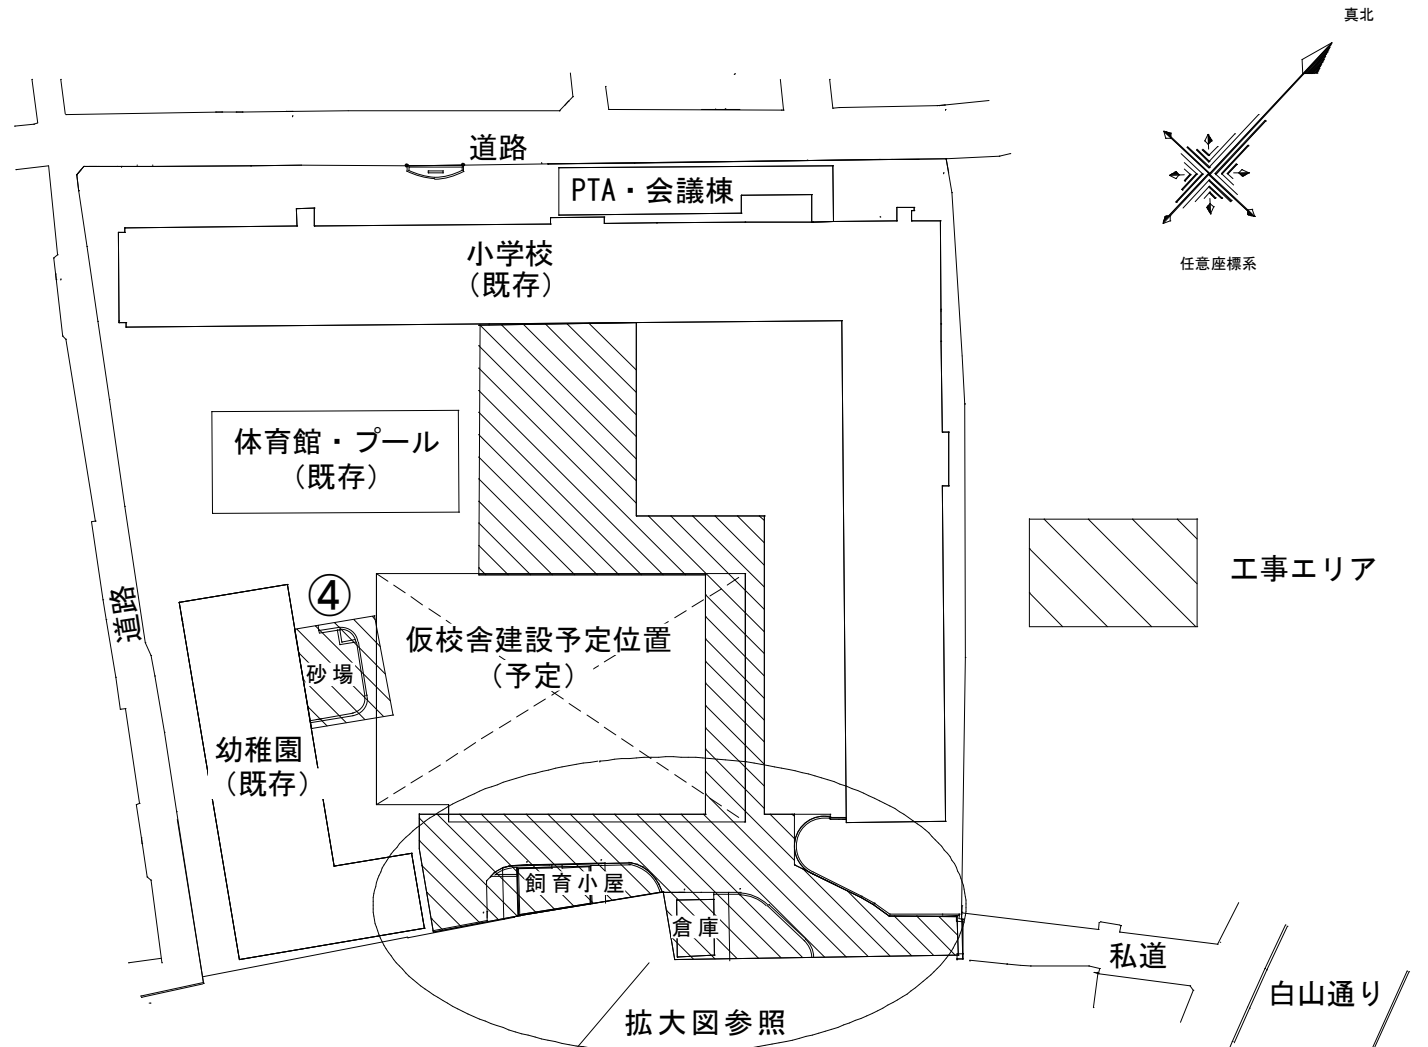 真北
任意座標系
道路
PTA・会議棟
小学校
(既存)
体育館・プール
(既存)
工事エリア
道路
④
砂場
仮校舎建設予定位置
(予定)
幼稚園
(既存)
飼育小屋
倉庫
私道
白山通り
拡大図参照